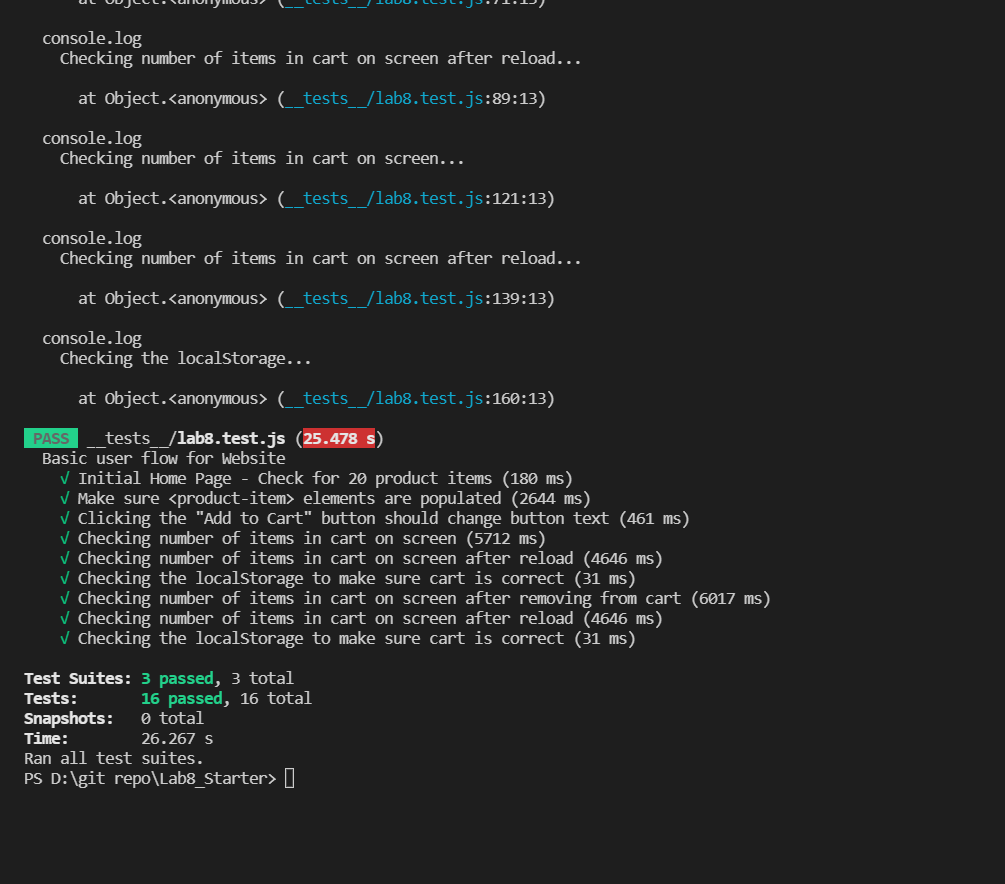 at Object.<anonymous> (__tests__/lab8.test.js:71:13)
console.log
Checking number of items in cart on screen after reload...
at Object.<anonymous> (__tests__/lab8.test.js:89:13)
console.log
Checking number of items in cart on screen...
at Object.<anonymous> (__tests__/lab8.test.js:121:13)
console.log
Checking number of items in cart on screen after reload...
at Object.<anonymous> (__tests__/lab8.test.js:139:13)
console.log
Checking the localStorage...
at Object.<anonymous> (__tests__/lab8.test.js:160:13)
PASS __tests__/lab8.test.js (25.478 s)
Basic user flow for Website
√ Initial Home Page - Check for 20 product items (180 ms)
√ Make sure <product-item> elements are populated (2644 ms)
√ Clicking the "Add to Cart" button should change button text (461 ms)
√ Checking number of items in cart on screen (5712 ms)
√ Checking number of items in cart on screen after reload (4646 ms)
√ Checking the localStorage to make sure cart is correct (31 ms)
√ Checking number of items in cart on screen after removing from cart (6017 ms)
√ Checking number of items in cart on screen after reload (4646 ms)
√ Checking the localStorage to make sure cart is correct (31 ms)
Test Suites: 3 passed, 3 total
Tests: 16 passed, 16 total
Snapshots: 0 total
Time: 26.267 s
Ran all test suites.
PS D:\git repo\Lab8_Starter>